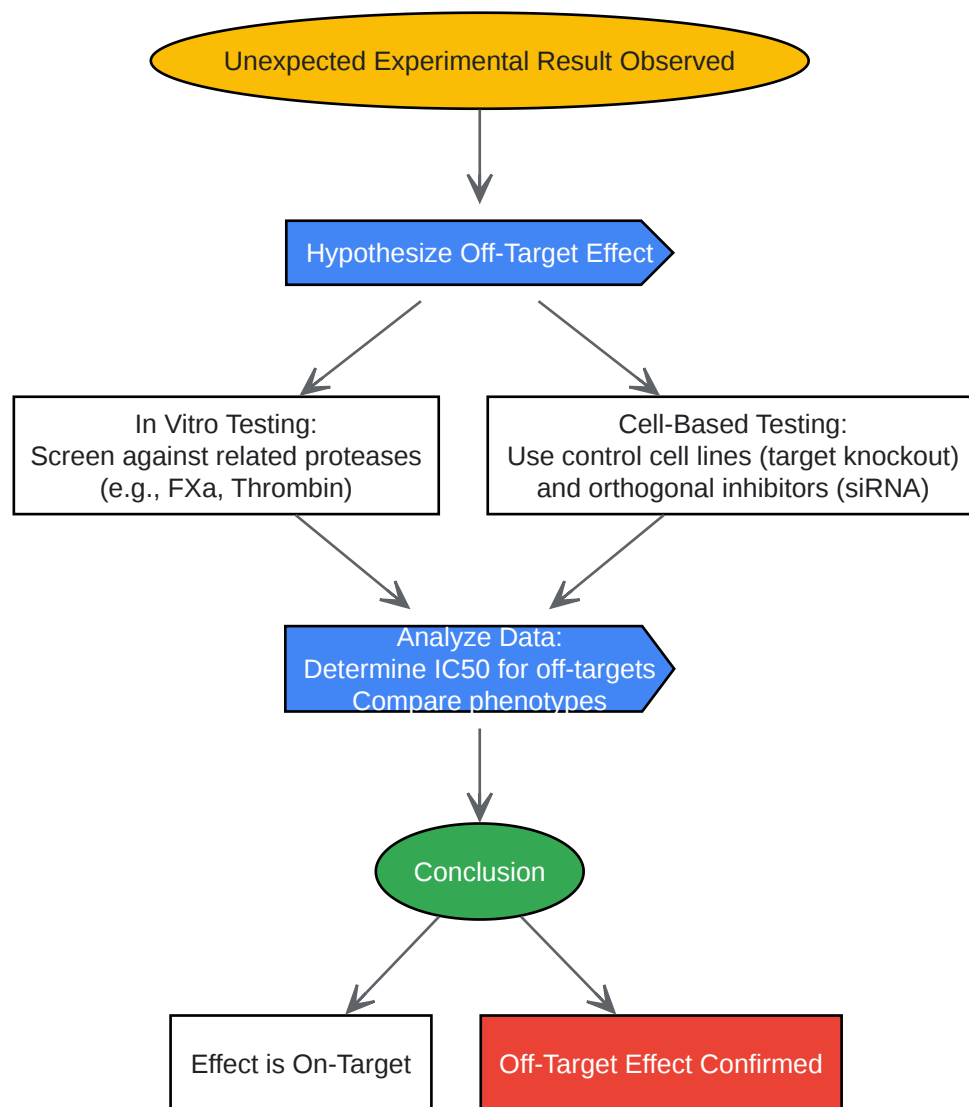 Unexpected Experimental Result Observed
Hypothesize Off-Target Effect
In Vitro Testing:
Screen against related proteases
(e.g., FXa, Thrombin)
Cell-Based Testing:
Use control cell lines (target knockout)
and orthogonal inhibitors (siRNA)
Analyze Data:
Determine IC50 for off-targets
Compare phenotypes
Conclusion
Effect is On-Target
Off-Target Effect Confirmed